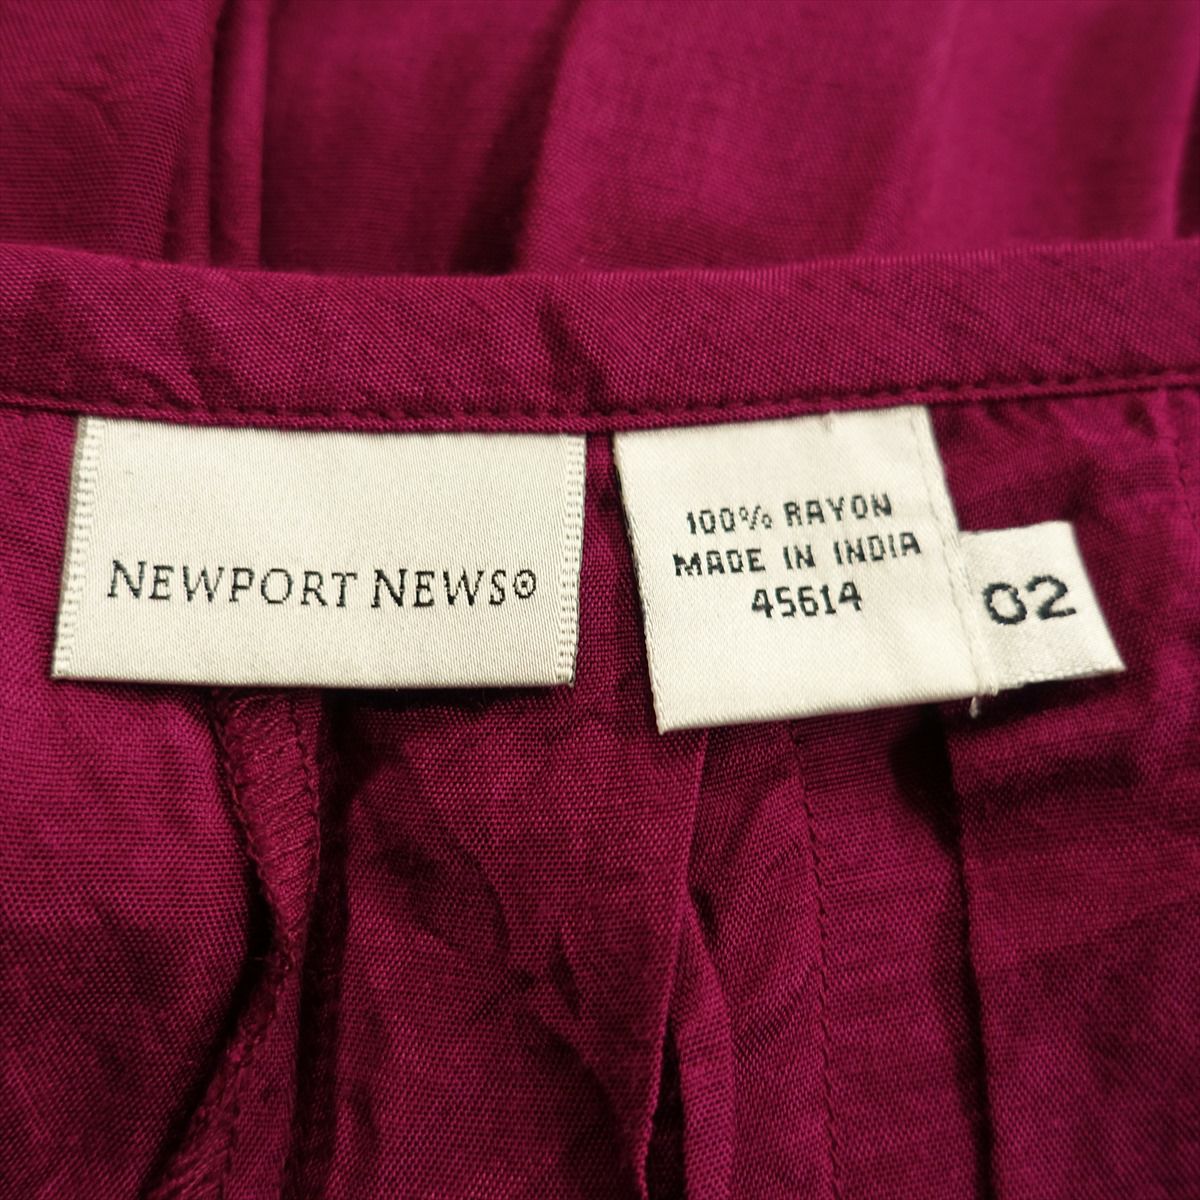 NEWPORT NEWS
100% RAYON
MADE IN INDIA
45614
02